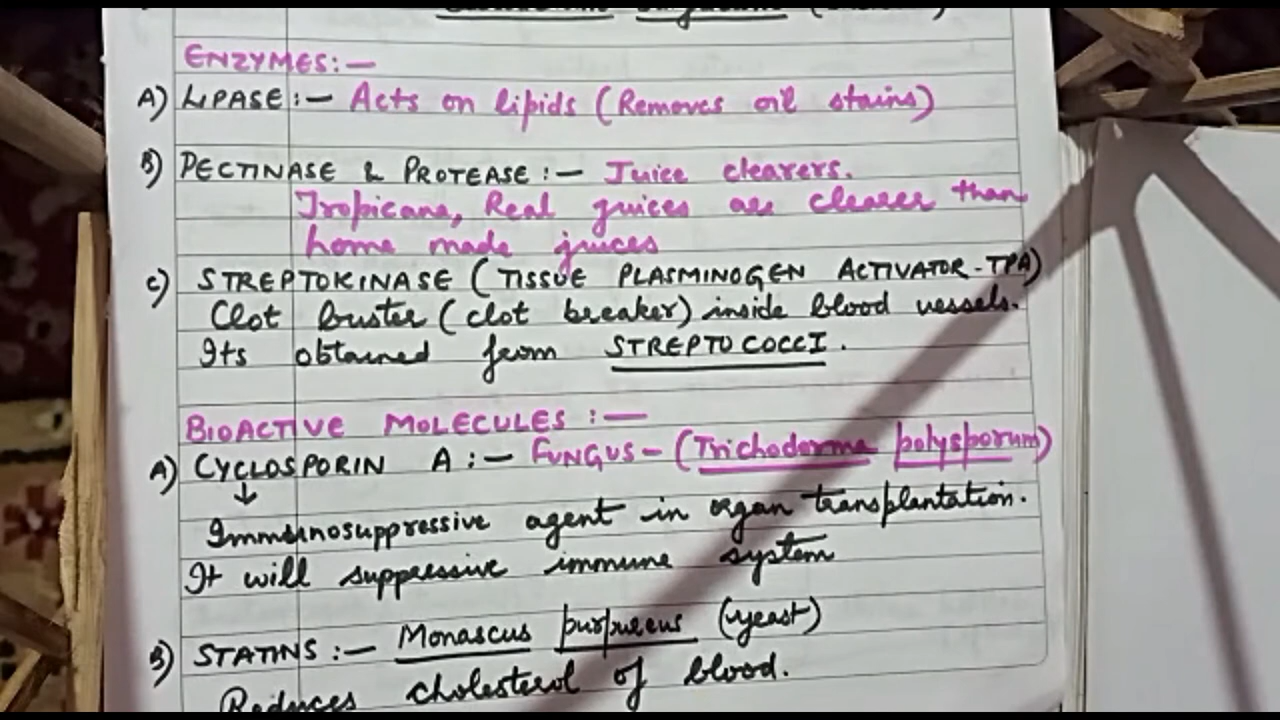 ENZYMES:—
A) LIPASE:— Acts on lipids (Removes oil stains)
B) PECTINASE & PROTEASE:— Juice clearers.
Tropicana, Real juices are clearer than
home made juices
C) STREPTOKINASE (TISSUE PLASMINOGEN ACTIVATOR-TPA)
Clot buster (clot breaker) inside blood vessels.
Its obtained from STREPTOCOCCI.
BIOACTIVE MOLECULES:—
A) CYCLOSPORIN A:— FUNGUS— (Trichoderma polysporum)
↓
Immunosuppressive agent in organ transplantation.
It will suppressive immune system
B) STATINS:— Monascus purpureus (yeast)
Reduces cholesterol of blood.